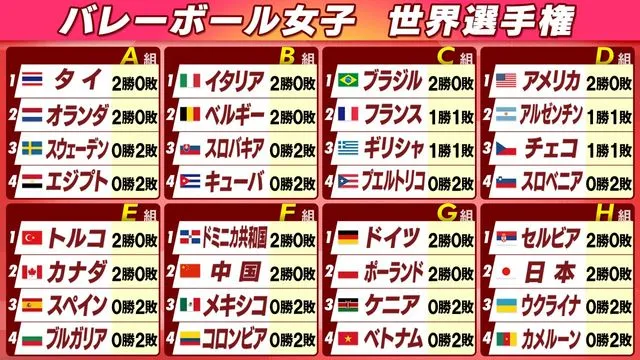 バレーボール女子 世界選手権
A組
1 タイ 2勝0敗
2 オランダ 2勝0敗
3 スウェーデン 0勝2敗
4 エジプト 0勝2敗
B組
1 イタリア 2勝0敗
2 ベルギー 2勝0敗
3 スロバキア 0勝2敗
4 キューバ 0勝2敗
C組
1 ブラジル 2勝0敗
2 フランス 1勝1敗
3 ギリシャ 1勝1敗
4 プエルトリコ 0勝2敗
D組
1 アメリカ 2勝0敗
2 アルゼンチン 1勝1敗
3 チェコ 1勝1敗
4 スロベニア 0勝2敗
E組
1 トルコ 2勝0敗
2 カナダ 2勝0敗
3 スペイン 0勝2敗
4 ブルガリア 0勝2敗
F組
1 ドミニカ共和国 2勝0敗
2 中国 2勝0敗
3 メキシコ 0勝2敗
4 コロンビア 0勝2敗
G組
1 ドイツ 2勝0敗
2 ポーランド 2勝0敗
3 ケニア 0勝2敗
4 ベトナム 0勝2敗
H組
1 セルビア 2勝0敗
2 日本 2勝0敗
3 ウクライナ 0勝2敗
4 カメルーン 0勝2敗